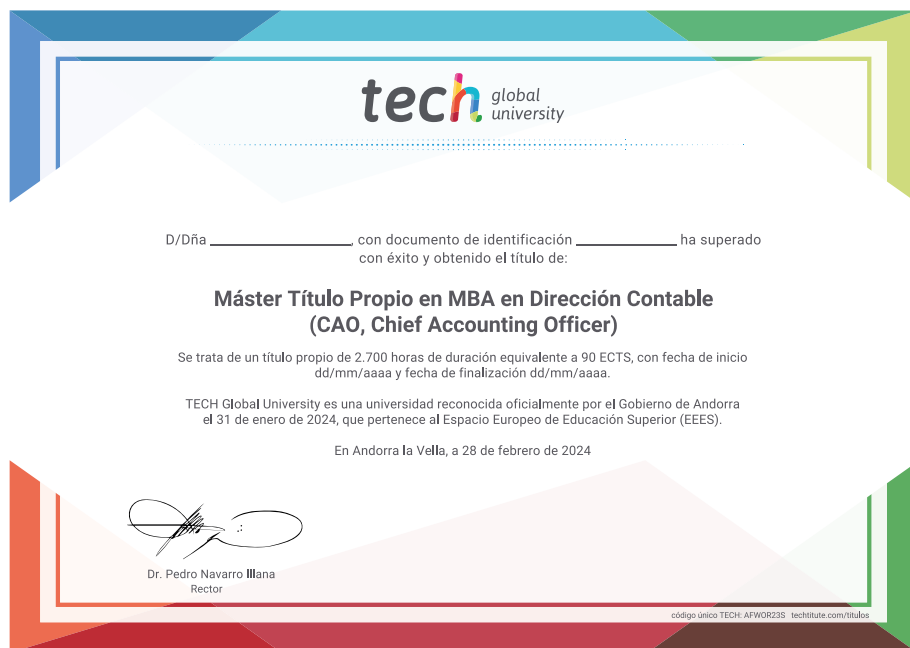 tech global university
D/Dña ______________, con documento de identificación __________ ha superado
con éxito y obtenido el título de:
Máster Título Propio en MBA en Dirección Contable
(CAO, Chief Accounting Officer)
Se trata de un título propio de 2.700 horas de duración equivalente a 90 ECTS, con fecha de inicio
dd/mm/aaaa y fecha de finalización dd/mm/aaaa.
TECH Global University es una universidad reconocida oficialmente por el Gobierno de Andorra
el 31 de enero de 2024, que pertenece al Espacio Europeo de Educación Superior (EEES).
En Andorra la Vella, a 28 de febrero de 2024
Dr. Pedro Navarro Illana
Rector
código único TECH: AFWOR23S techtitute.com/titulos